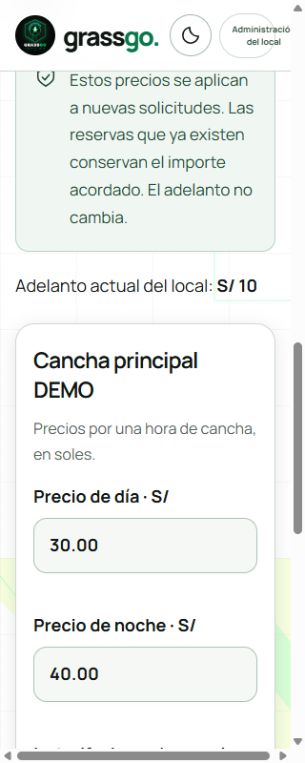 grassgo.
Administració
del local
Estos precios se aplican
a nuevas solicitudes. Las
reservas que ya existen
conservan el importe
acordado. El adelanto no
cambia.
Adelanto actual del local: S/ 10
Cancha principal
DEMO
Precios por una hora de cancha,
en soles.
Precio de día · S/
30.00
Precio de noche · S/
40.00